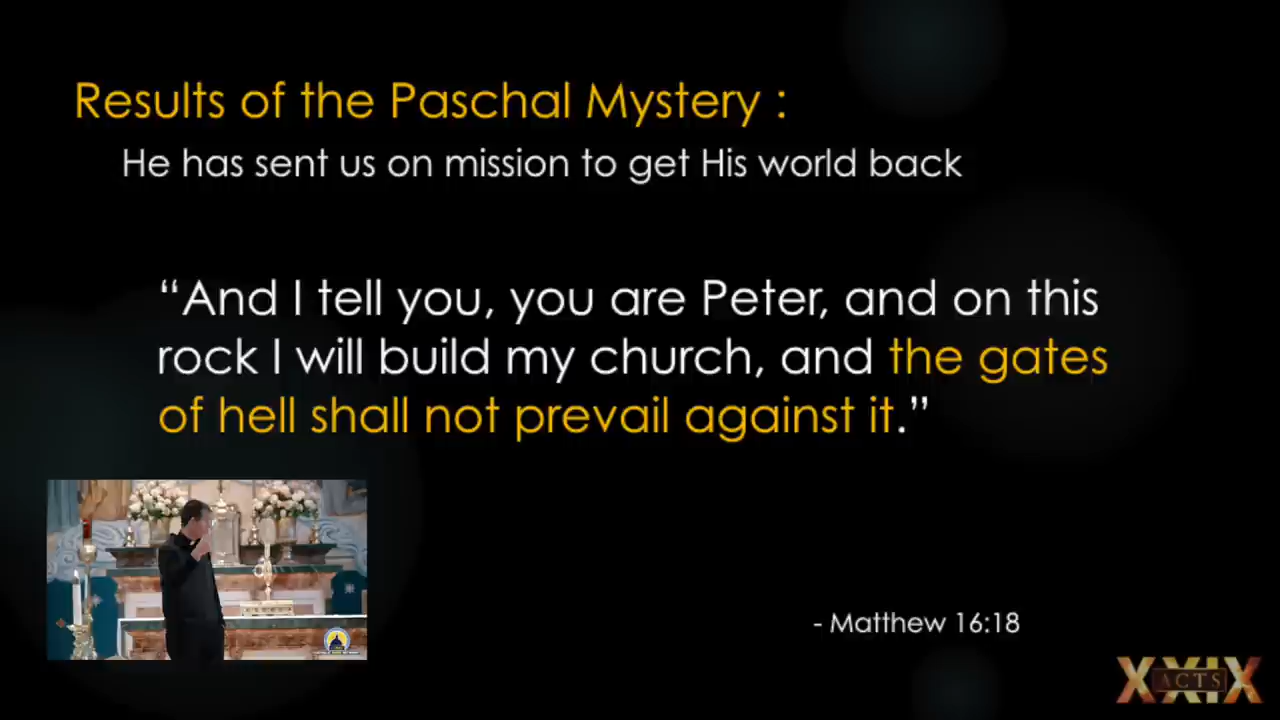 Results of the Paschal Mystery :
He has sent us on mission to get His world back
“And I tell you, you are Peter, and on this
rock I will build my church, and the gates
of hell shall not prevail against it.”
- Matthew 16:18
XXIX
ACTS